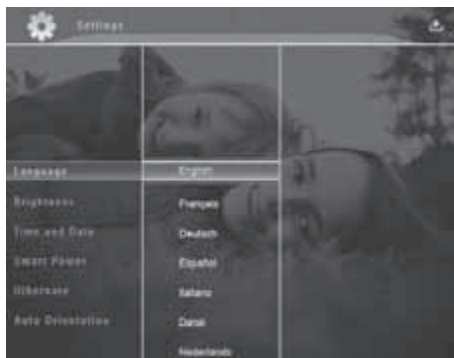 Settings
Language
English
Brightness
Français
Time and Date
Deutsch
Smart Power
Español
Hibernate
Italiano
Auto Orientation
Dansk
Nederlands